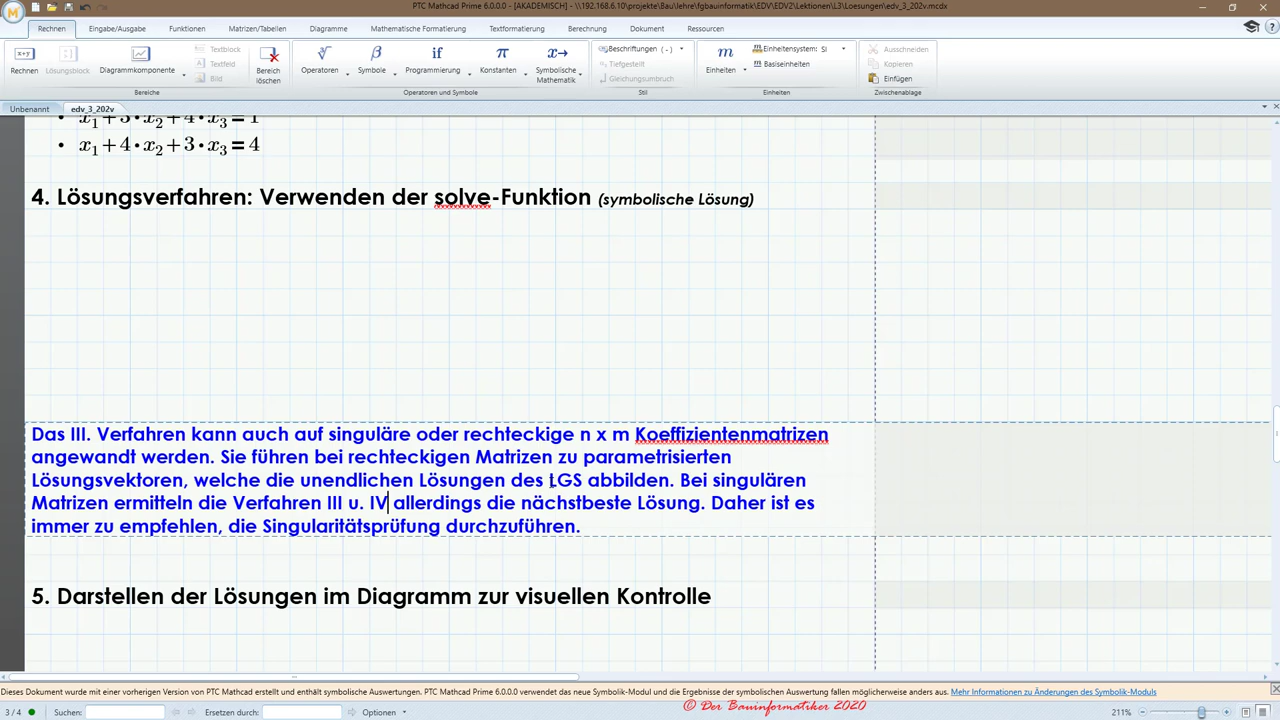 PTC Mathcad Prime 6.0.0.0 - [AKADEMISCH] - \\192.168.6.10\projekte\Bau\lehre\fgbauinformatik\EDV\EDV2\Lektionen\L3\Loesungen\edv_3_202v.mcdx
Rechnen Eingabe/Ausgabe Funktionen Matrizen/Tabellen Diagramme Mathematische Formatierung Textformatierung Berechnung Dokument Ressourcen
Rechnen Lösungsblock Diagrammkomponente Textblock Textfeld Bild Bereich löschen
Operatoren Symbole Programmierung Konstanten Symbolische Mathematik
Beschriftungen ( - ) Tiefgestellt Gleichungsbruch
Einheiten Einheitensystem: SI Basiseinheiten
Ausschneiden Kopieren Einfügen
Bereiche Operatoren und Symbole Stil Einheiten Zwischenablage
Unbenannt edv_3_202v
• x1+3·x2+4·x3=1
• x1+4·x2+3·x3=4
4. Lösungsverfahren: Verwenden der solve-Funktion (symbolische Lösung)
Das III. Verfahren kann auch auf singuläre oder rechteckige n x m Koeffizientenmatrizen
angewandt werden. Sie führen bei rechteckigen Matrizen zu parametrisierten
Lösungsvektoren, welche die unendlichen Lösungen des LGS abbilden. Bei singulären
Matrizen ermitteln die Verfahren III u. IV allerdings die nächstbeste Lösung. Daher ist es
immer zu empfehlen, die Singularitätsprüfung durchzuführen.
5. Darstellen der Lösungen im Diagramm zur visuellen Kontrolle
Dieses Dokument wurde mit einer vorherigen Version von PTC Mathcad erstellt und enthält symbolische Auswertungen. PTC Mathcad Prime 6.0.0.0 verwendet das neue Symbolik-Modul und die Ergebnisse der symbolischen Auswertung fallen möglicherweise anders aus. Mehr Informationen zu Änderungen des Symbolik-Moduls
3 / 4 Suchen: Ersetzen durch: Optionen 211%
© Der Bauinformatiker 2020